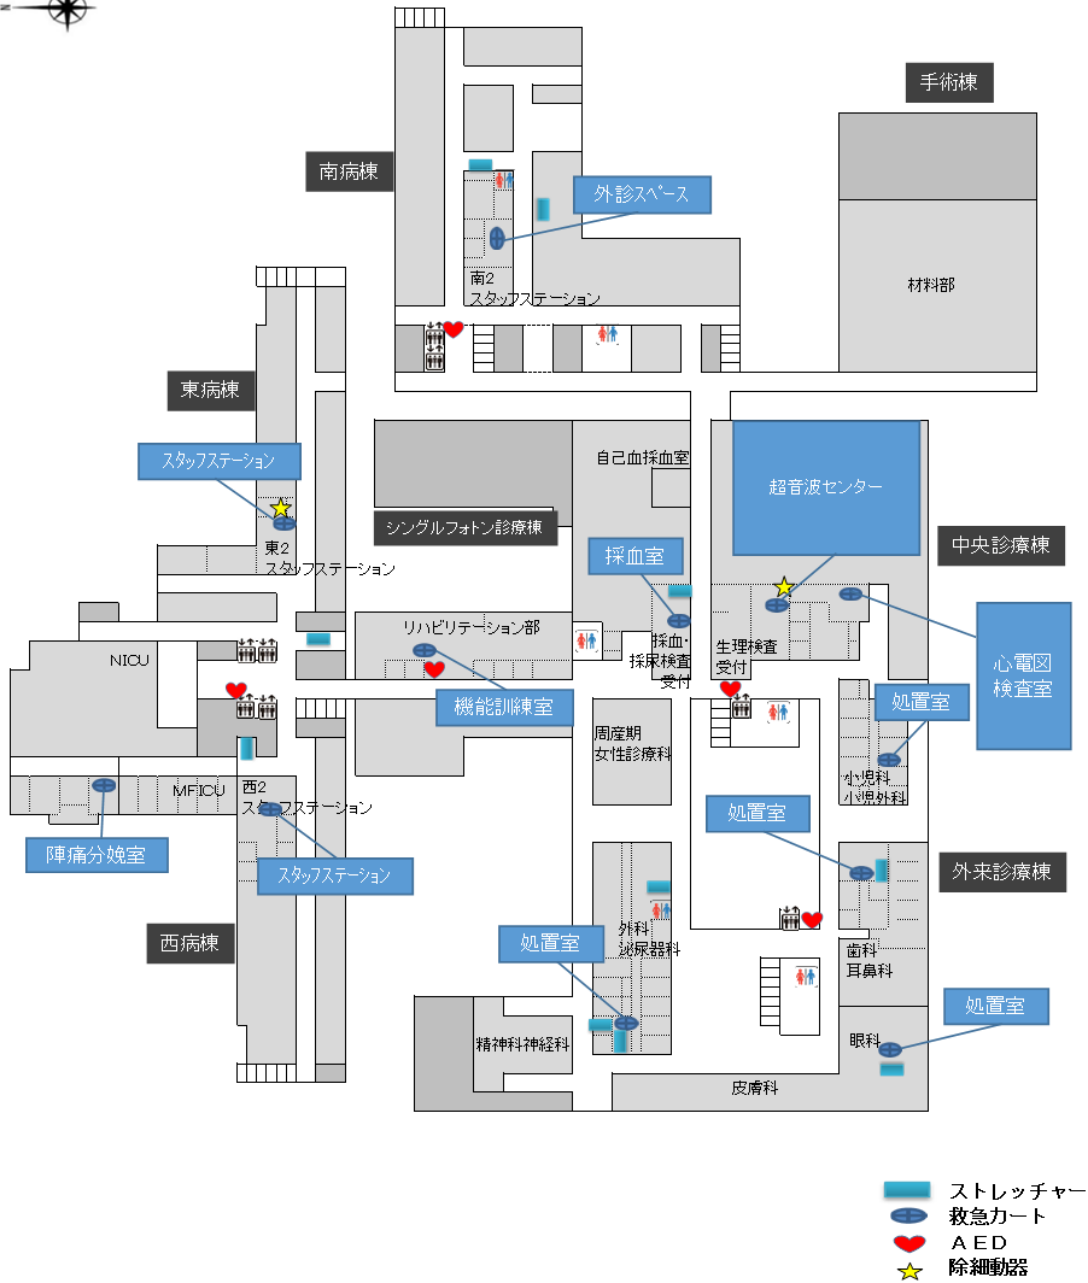 N
手術棟
南病棟
外診スペース
材料部
南2
スタッフステーション
東病棟
スタッフステーション
自己血採血室
超音波センター
シングルフォトン診療棟
中央診療棟
採血室
東2
スタッフステーション
リハビリテーション部
採血・
採尿検査
受付
生理検査
受付
NICU
心電図
検査室
機能訓練室
処置室
周産期
女性診療科
小児科
小児外科
MFICU
西2
スタッフステーション
処置室
陣痛分娩室
スタッフステーション
外来診療棟
西病棟
処置室
外科
泌尿器科
歯科
耳鼻科
処置室
精神科神経科
眼科
皮膚科
ストレッチャー
救急カート
ＡＥＤ
除細動器